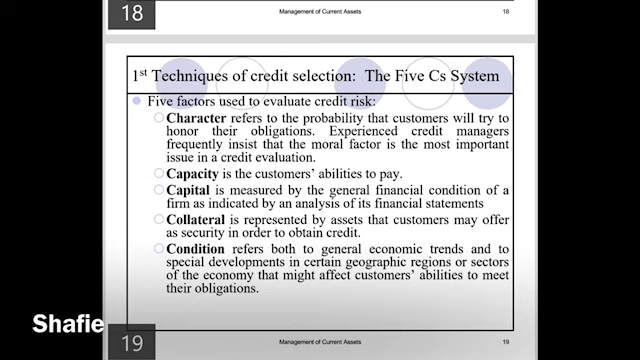 18
Management of Current Assets
18
1st Techniques of credit selection: The Five Cs System
Five factors used to evaluate credit risk:
Character refers to the probability that customers will try to
honor their obligations. Experienced credit managers
frequently insist that the moral factor is the most important
issue in a credit evaluation.
Capacity is the customers' abilities to pay.
Capital is measured by the general financial condition of a
firm as indicated by an analysis of its financial statements
Collateral is represented by assets that customers may offer
as security in order to obtain credit.
Condition refers both to general economic trends and to
special developments in certain geographic regions or sectors
of the economy that might affect customers' abilities to meet
their obligations.
Shafie
19
Management of Current Assets
19